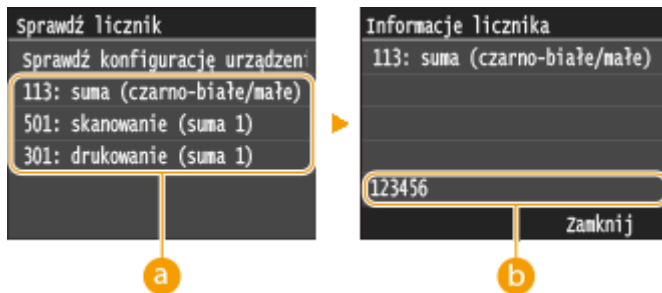 Sprawdź licznik
Sprawdź konfigurację urządzeni
113: suma (czarno-białe/małe)
501: skanowanie (suma 1)
301: drukowanie (suma 1)
a
Informacje licznika
113: suma (czarno-białe/małe)
123456
Zamknij
b